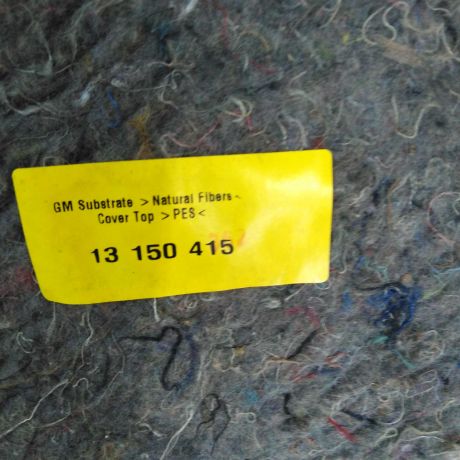 GM Substrate >Natural Fibers<
Cover Top >PES<
13 150 415